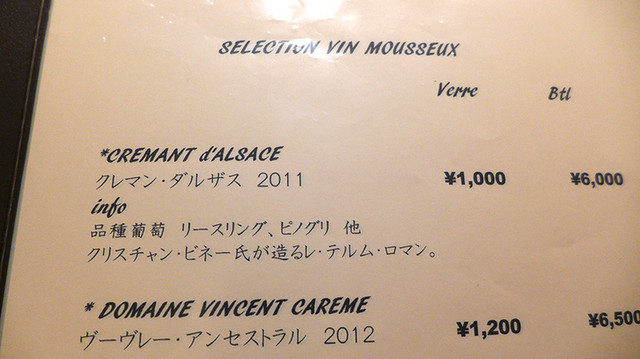 SELECTION VIN MOUSSEUX
Verre Btl
*CREMANT d'ALSACE
クレマン・ダルザス 2011 ¥1,000 ¥6,000
info
品種葡萄 リースリング、ピノグリ 他
クリスチャン・ビネー氏が造るレ・テルム・ロマン。
* DOMAINE VINCENT CAREME
ヴーヴレー・アンセストラル 2012 ¥1,200 ¥6,500